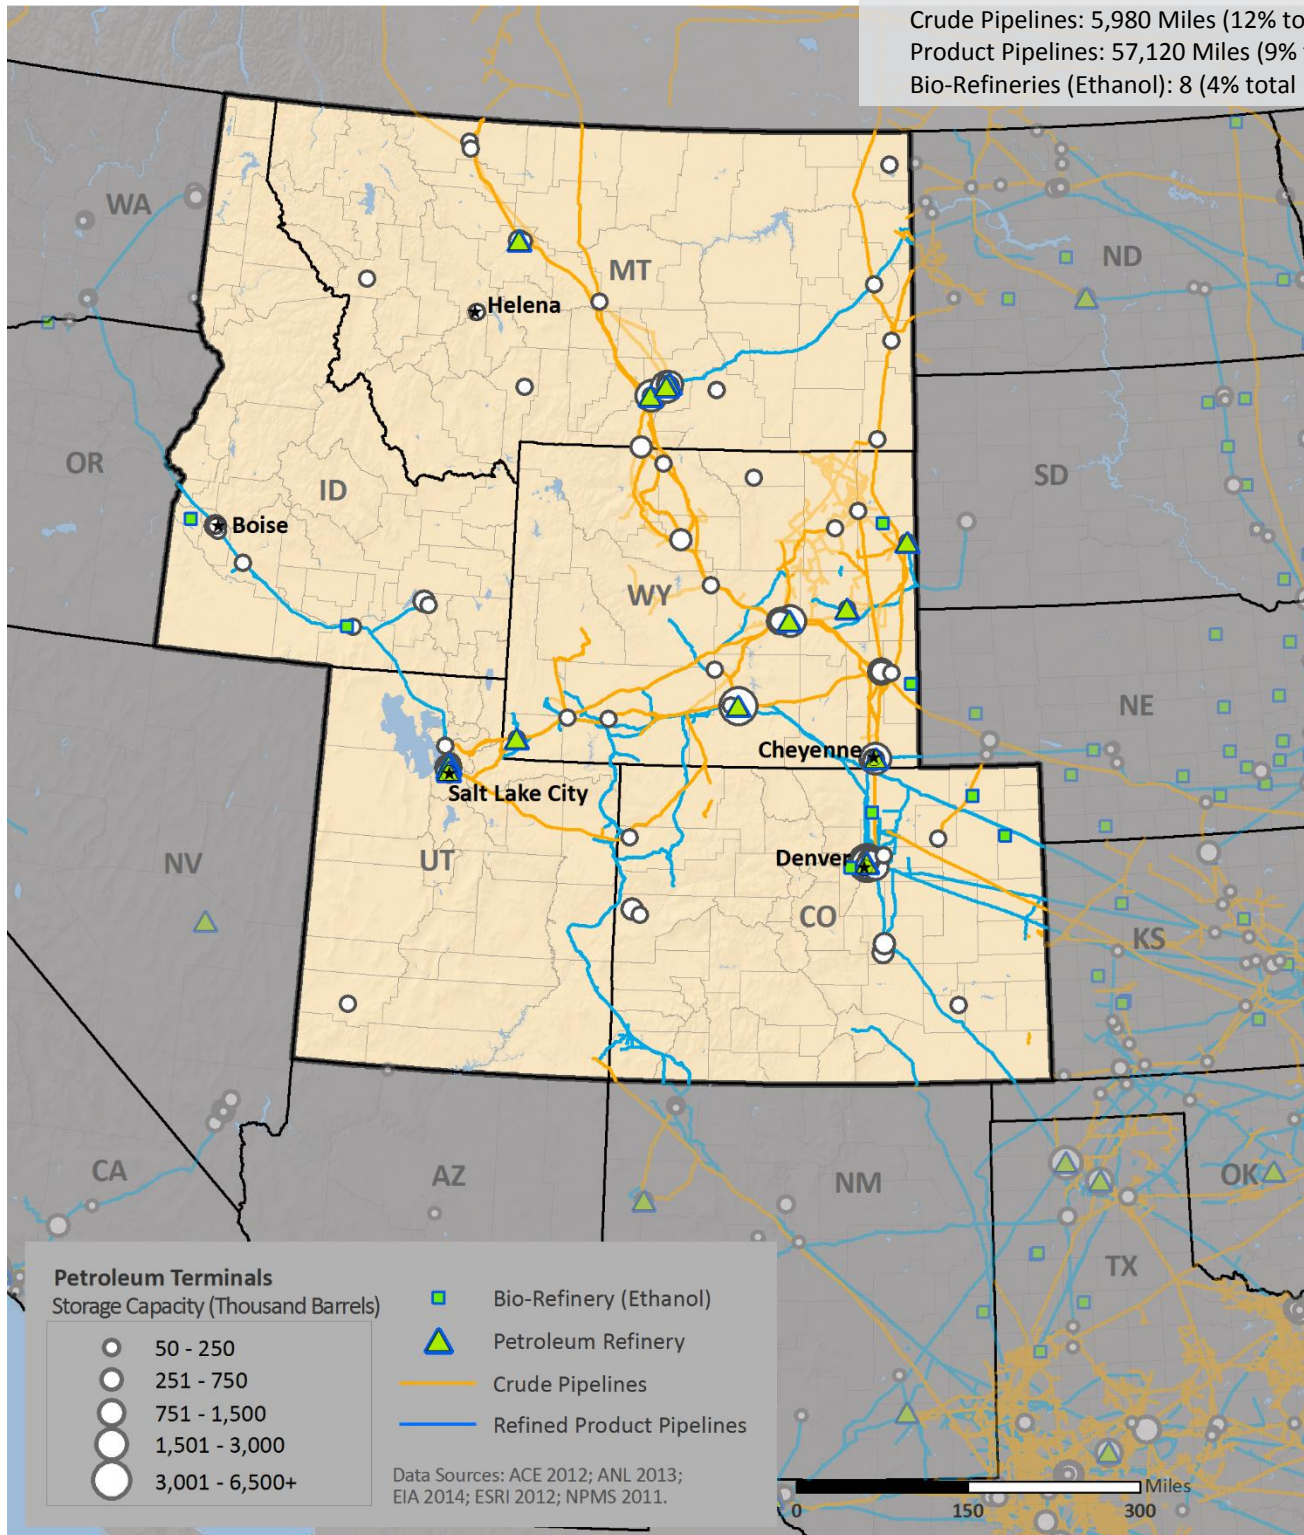 Crude Pipelines: 5,980 Miles (12% to
Product Pipelines: 57,120 Miles (9%
Bio-Refineries (Ethanol): 8 (4% total
WA
MT
ND
Helena
OR
ID
SD
Boise
WY
NE
Cheyenne
Salt Lake City
NV
UT
Denver
CO
KS
CA
AZ
NM
OK
TX
Petroleum Terminals
Storage Capacity (Thousand Barrels)
50 - 250
251 - 750
751 - 1,500
1,501 - 3,000
3,001 - 6,500+
Bio-Refinery (Ethanol)
Petroleum Refinery
Crude Pipelines
Refined Product Pipelines
Data Sources: ACE 2012; ANL 2013;
EIA 2014; ESRI 2012; NPMS 2011.
Miles
0 150 300